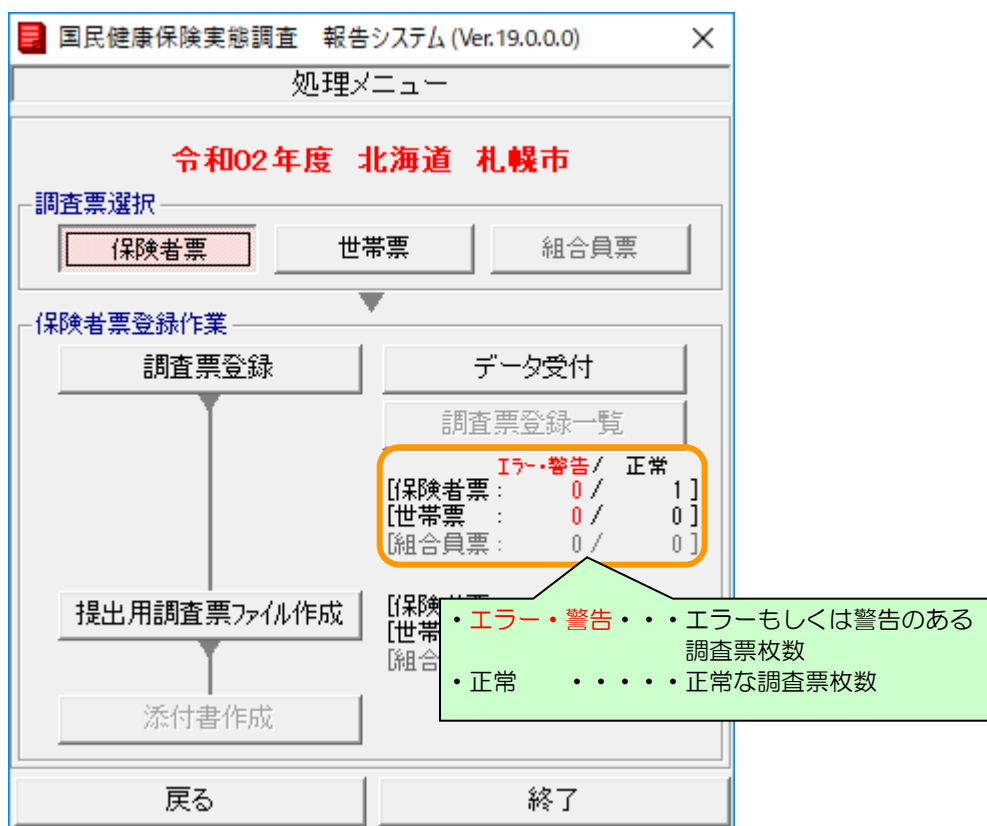 国民健康保険実態調査 報告システム (Ver.19.0.0.0)
処理メニュー
令和02年度 北海道 札幌市
調査票選択
保険者票 世帯票 組合員票
保険者票登録作業
調査票登録 データ受付
調査票登録一覧
エラー・警告/ 正常
[保険者票: 0/ 1]
[世帯票 : 0/ 0]
[組合員票: 0/ 0]
提出用調査票ファイル作成
[保険
[世帯
[組合
・エラー・警告・・・エラーもしくは警告のある
調査票枚数
・正常 ・・・・・正常な調査票枚数
添付書作成
戻る 終了